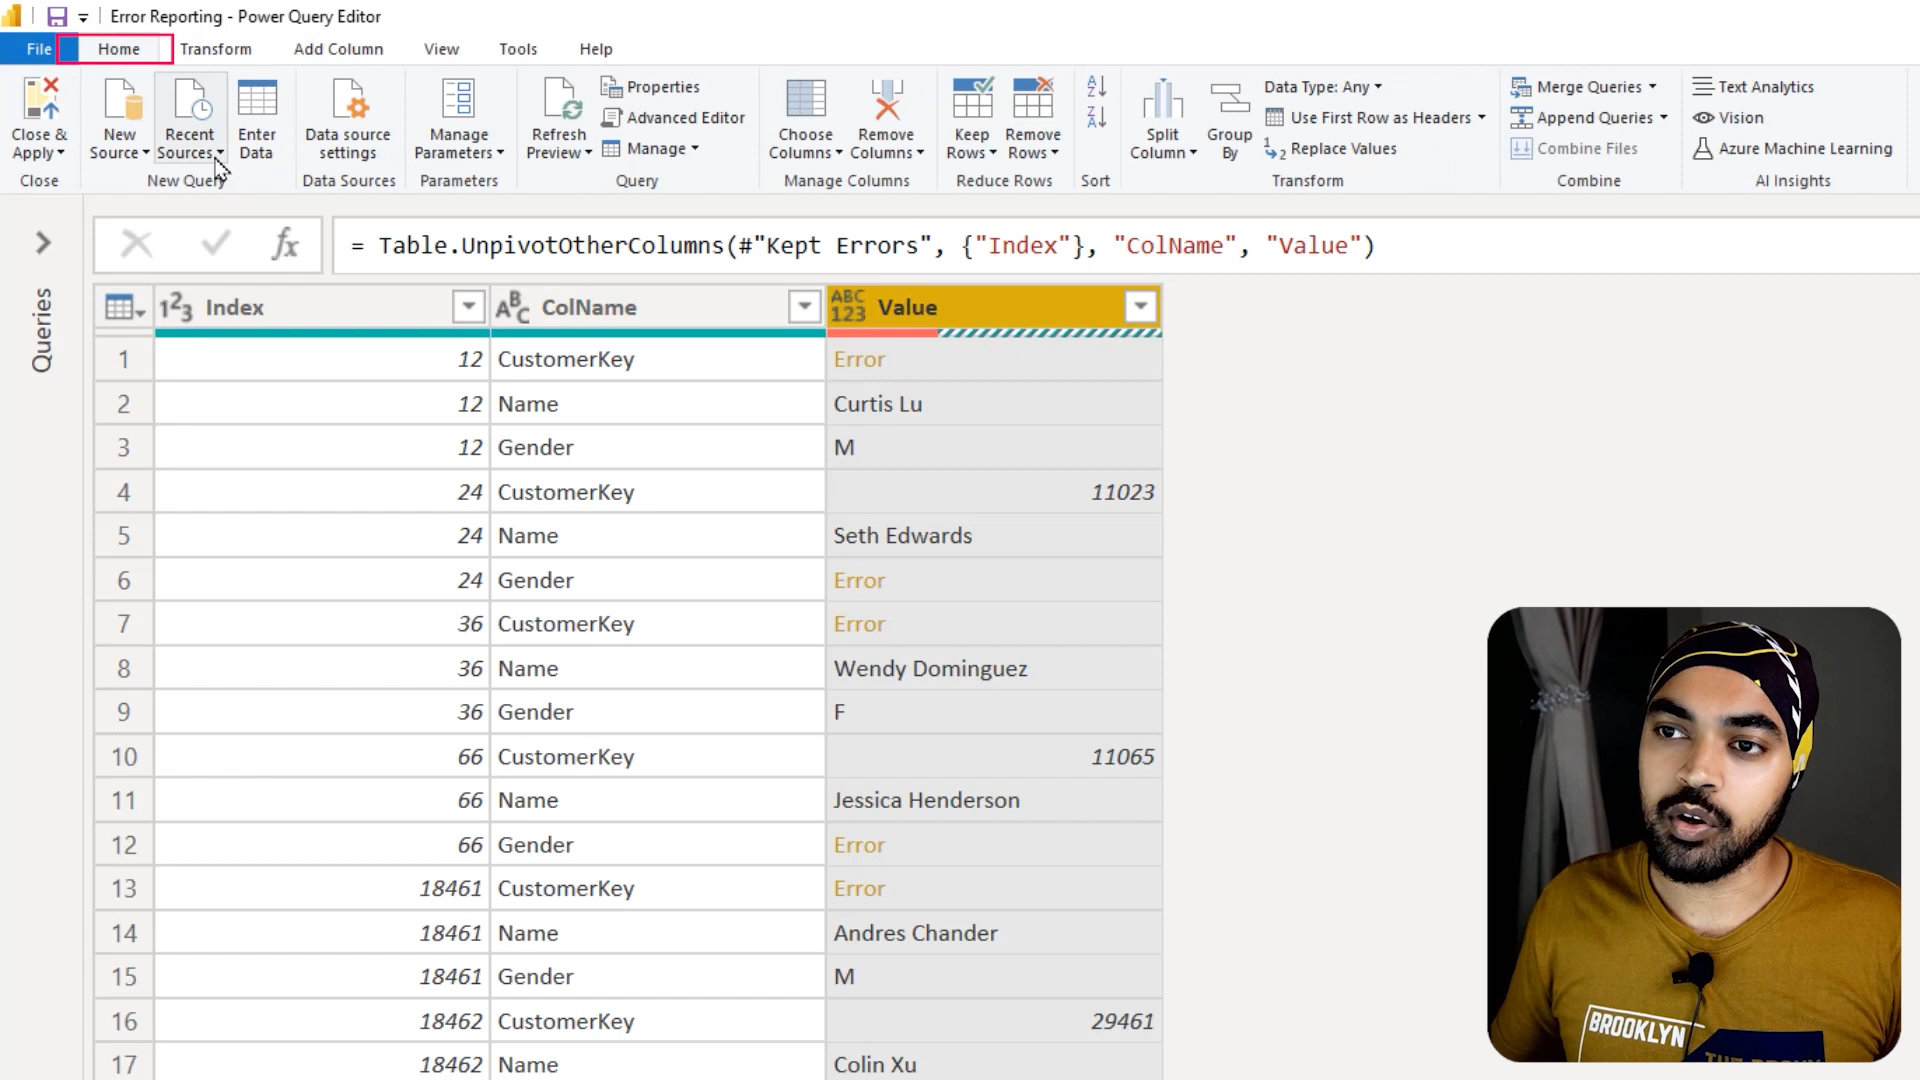 Error Reporting - Power Query Editor
File Home Transform Add Column View Tools Help
Close & Apply
New Source
Recent Sources
Enter Data
Data source settings
Manage Parameters
Refresh Preview
Properties
Advanced Editor
Manage
Choose Columns
Remove Columns
Keep Rows
Remove Rows
Split Column
Group By
Data Type: Any
Use First Row as Headers
Replace Values
Merge Queries
Append Queries
Combine Files
Text Analytics
Vision
Azure Machine Learning
Close New Query Data Sources Parameters Query Manage Columns Reduce Rows Sort Transform Combine AI Insights
fx = Table.UnpivotOtherColumns(#"Kept Errors", {"Index"}, "ColName", "Value")
Queries
123 Index ABC ColName ABC 123 Value
1 12 CustomerKey Error
2 12 Name Curtis Lu
3 12 Gender M
4 24 CustomerKey 11023
5 24 Name Seth Edwards
6 24 Gender Error
7 36 CustomerKey Error
8 36 Name Wendy Dominguez
9 36 Gender F
10 66 CustomerKey 11065
11 66 Name Jessica Henderson
12 66 Gender Error
13 18461 CustomerKey Error
14 18461 Name Andres Chander
15 18461 Gender M
16 18462 CustomerKey 29461
17 18462 Name Colin Xu
BROOKLYN
THE